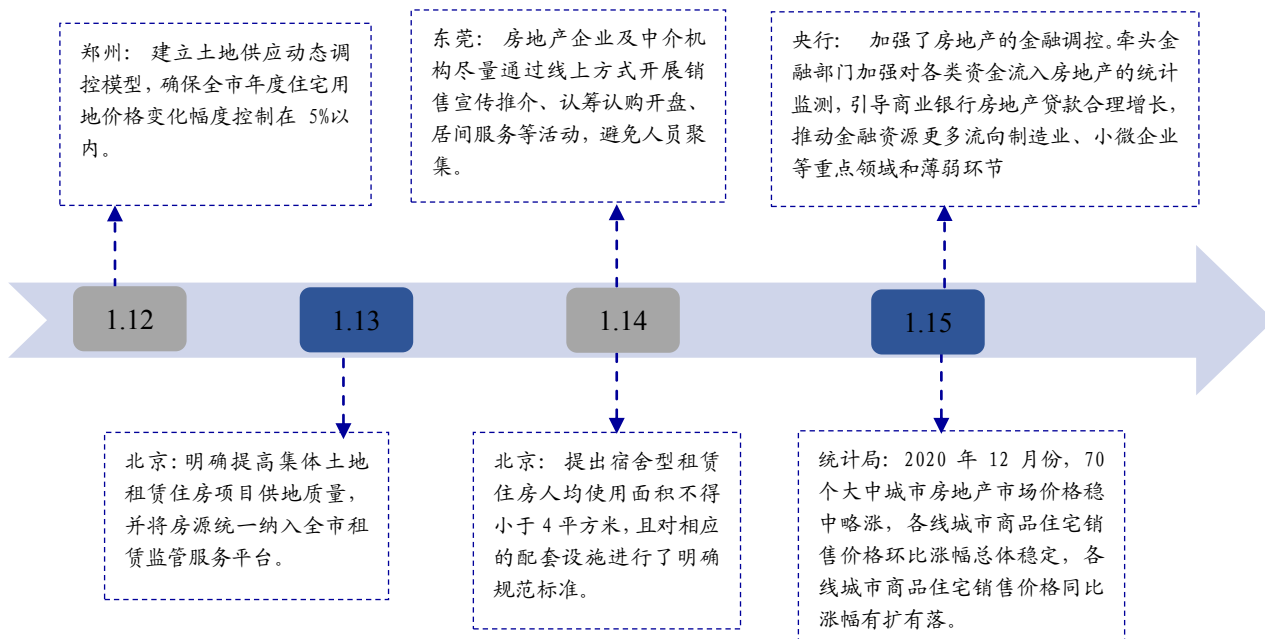 郑州： 建立土地供应动态调
控模型，确保全市年度住宅用
地价格变化幅度控制在 5%以
内。
东莞： 房地产企业及中介机
构尽量通过线上方式开展销
售宣传推介、认筹认购开盘、
居间服务等活动，避免人员聚
集。
央行： 加强了房地产的金融调控。牵头金
融部门加强对各类资金流入房地产的统计
监测，引导商业银行房地产贷款合理增长，
推动金融资源更多流向制造业、小微企业
等重点领域和薄弱环节
1.12
1.13
1.14
1.15
北京：明确提高集体土地
租赁住房项目供地质量，
并将房源统一纳入全市租
赁监管服务平台。
北京： 提出宿舍型租赁
住房人均使用面积不得
小于 4 平方米，且对相应
的配套设施进行了明确
规范标准。
统计局：2020 年 12 月份，70
个大中城市房地产市场价格稳
中略涨，各线城市商品住宅销
售价格环比涨幅总体稳定，各
线城市商品住宅销售价格同比
涨幅有扩有落。